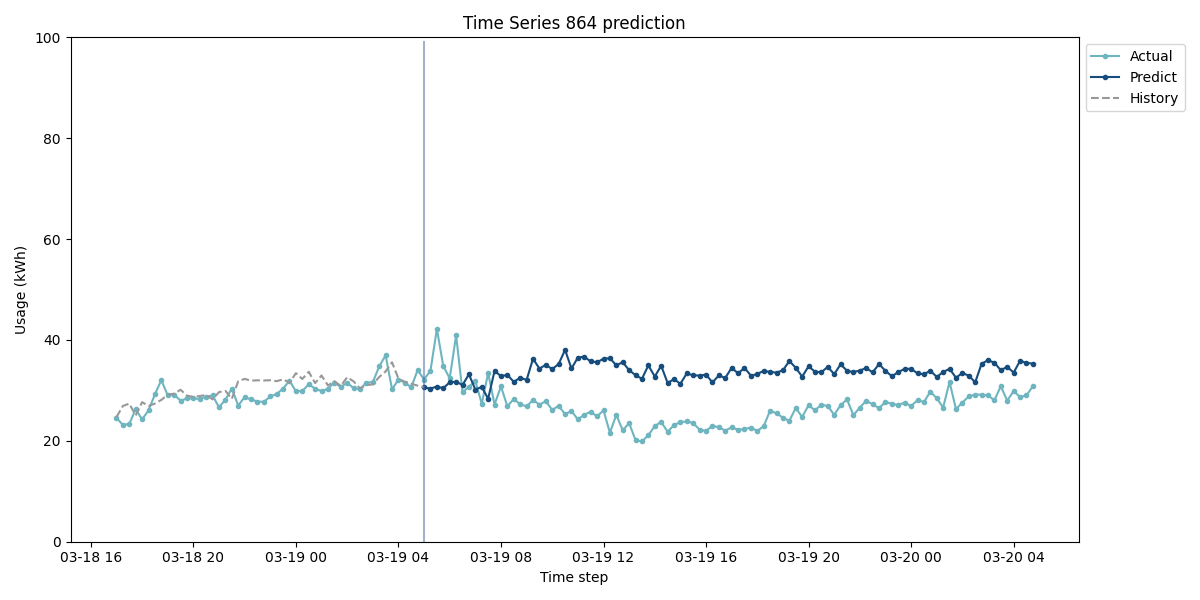 Time Series 864 prediction
Usage (kWh)
100
80
60
40
20
0
03-18 16
03-18 20
03-19 00
03-19 04
03-19 08
03-19 12
03-19 16
03-19 20
03-20 00
03-20 04
Time step
Actual
Predict
History